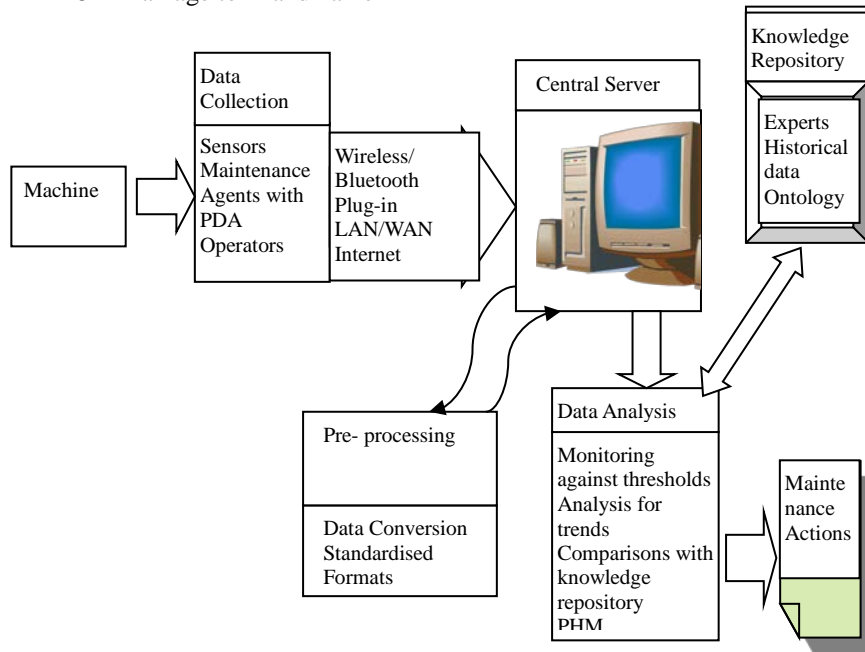 Machine
Data
Collection
Sensors
Maintenance
Agents with
PDA
Operators
Wireless/
Bluetooth
Plug-in
LAN/WAN
Internet
Central Server
Knowledge
Repository
Experts
Historical
data
Ontology
Pre- processing
Data Conversion
Standardised
Formats
Data Analysis
Monitoring
against thresholds
Analysis for
trends
Comparisons with
knowledge
repository
PHM
Mainte
nance
Actions